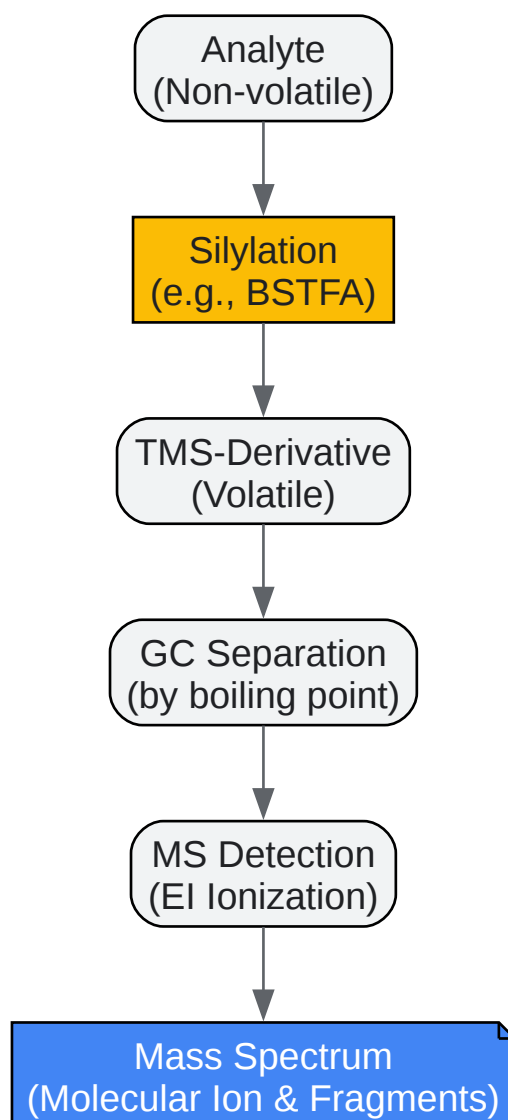 Analyte
(Non-volatile)
Silylation
(e.g., BSTFA)
TMS-Derivative
(Volatile)
GC Separation
(by boiling point)
MS Detection
(EI Ionization)
Mass Spectrum
(Molecular Ion & Fragments)